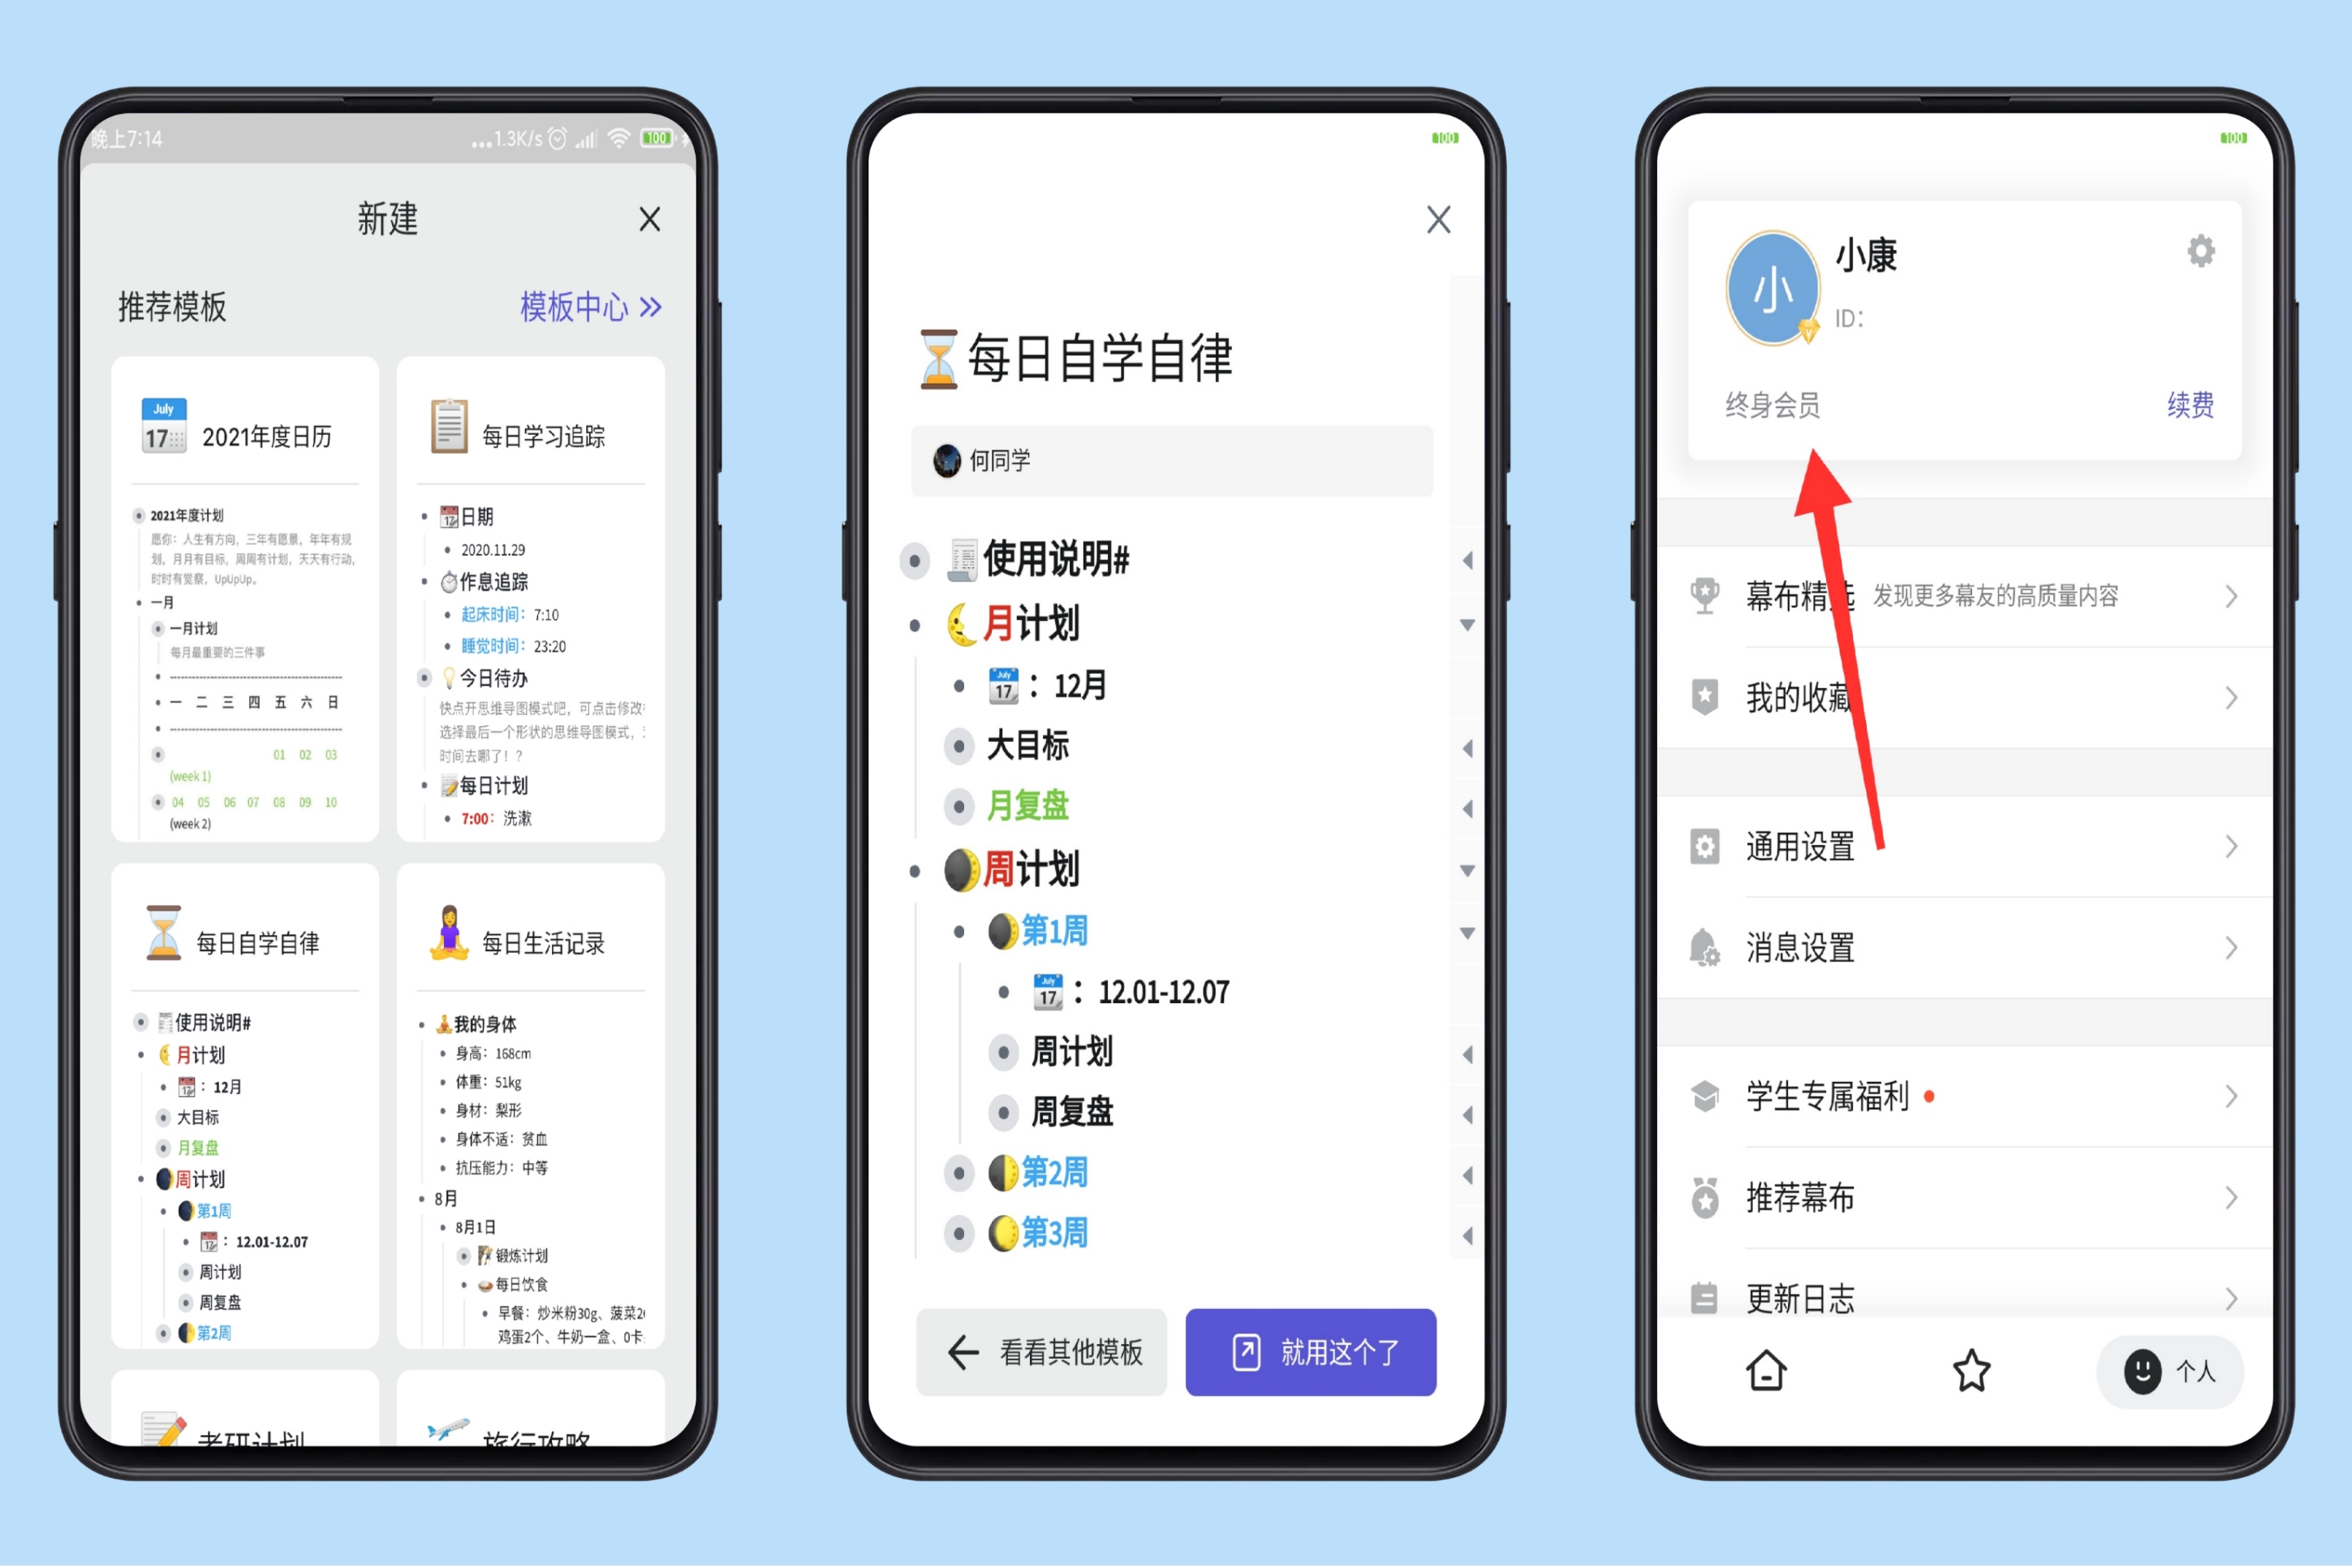 晚上7:14
...1.3K/s
100
新建
推荐模板
模板中心
July
17
2021年度日历
2021年度计划
愿你：人生有方向，三年有愿景，年年有规
划，月月有目标，周周有计划，天天有行动，
时时有觉察，UpUpUp。
一月
一月计划
每月最重要的三件事
一 二 三 四 五 六 日
01 02 03
(week 1)
04 05 06 07 08 09 10
(week 2)
每日学习追踪
17 日期
2020.11.29
作息追踪
起床时间：7:10
睡觉时间：23:20
今日待办
快点开思维导图模式吧，可点击修改
选择最后一个形状的思维导图模式，
时间去哪了！？
每日计划
7:00：洗漱
每日自学自律
使用说明#
月计划
17 ：12月
大目标
月复盘
周计划
第1周
17 ：12.01-12.07
周计划
周复盘
第2周
每日生活记录
我的身体
身高：168cm
体重：51kg
身材：梨形
身体不适：贫血
抗压能力：中等
8月
8月1日
锻炼计划
每日饮食
早餐：炒米粉30g、菠菜2
鸡蛋2个、牛奶一盒、0卡
考研计划
旅行攻略
100
每日自学自律
何同学
使用说明#
月计划
July
17 ：12月
大目标
月复盘
周计划
第1周
July
17 ：12.01-12.07
周计划
周复盘
第2周
第3周
看看其他模板
就用这个了
100
小
小康
ID：
终身会员
续费
幕布精选 发现更多幕友的高质量内容
我的收藏
通用设置
消息设置
学生专属福利
推荐幕布
更新日志
个人